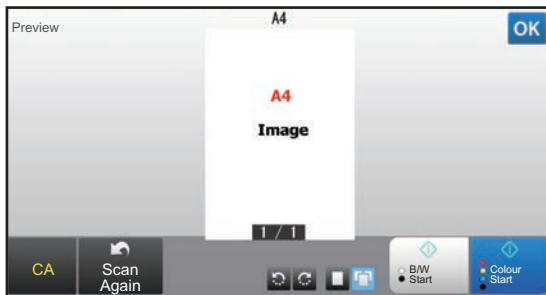 A4
Preview
OK
A4
Image
1 / 1
CA
Scan
Again
B/W
Start
Colour
Start